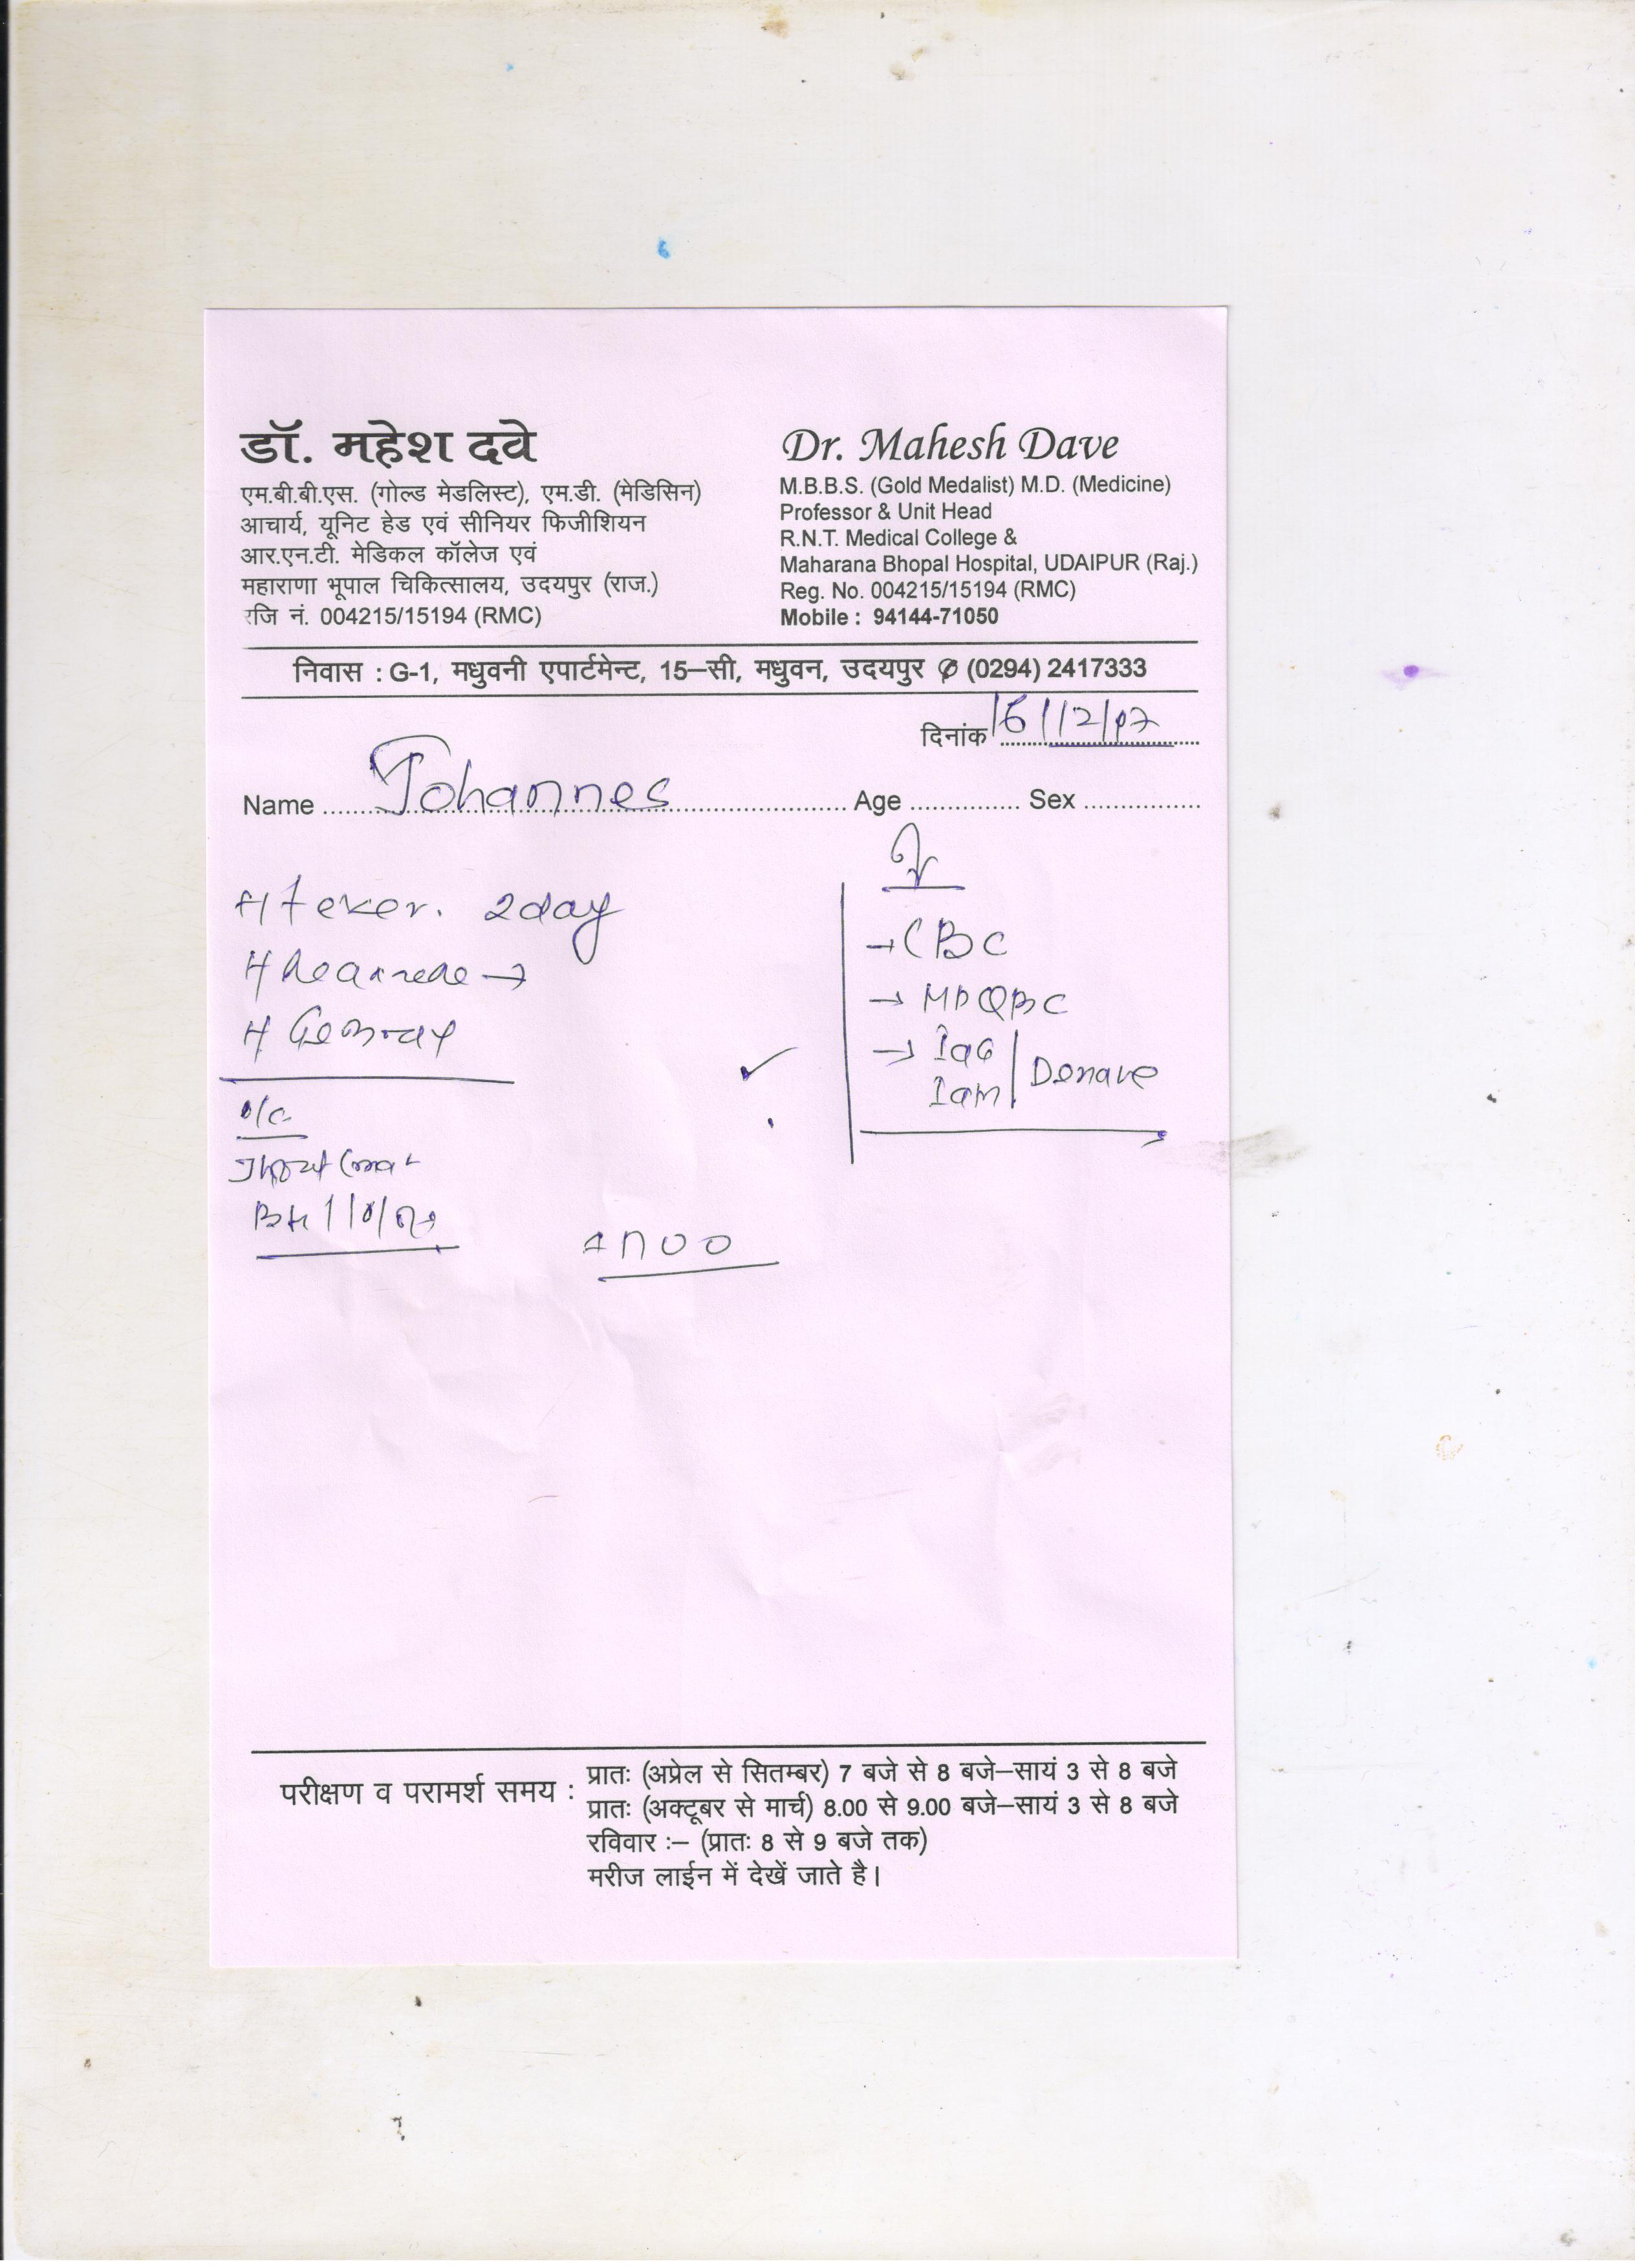 डॉ. महेश दवे
एम.बी.बी.एस. (गोल्ड मेडलिस्ट), एम.डी. (मेडिसिन)
आचार्य, यूनिट हेड एवं सीनियर फिजीशियन
आर.एन.टी. मेडिकल कॉलेज एवं
महाराणा भूपाल चिकित्सालय, उदयपुर (राज.)
रजि नं. 004215/15194 (RMC)
Dr. Mahesh Dave
M.B.B.S. (Gold Medalist) M.D. (Medicine)
Professor & Unit Head
R.N.T. Medical College &
Maharana Bhopal Hospital, UDAIPUR (Raj.)
Reg. No. 004215/15194 (RMC)
Mobile : 94144-71050
निवास : G-1, मधुवनी एपार्टमेन्ट, 15–सी, मधुवन, उदयपुर ✆ (0294) 2417333
दिनांक 16/12/07
Name Johannes Age Sex
fever. 2day
→ CBC
→ MPQBC
परीक्षण व परामर्श समय :
प्रातः (अप्रेल से सितम्बर) 7 बजे से 8 बजे–सायं 3 से 8 बजे
प्रातः (अक्टूबर से मार्च) 8.00 से 9.00 बजे–सायं 3 से 8 बजे
रविवार :– (प्रातः 8 से 9 बजे तक)
मरीज लाईन में देखें जाते है।